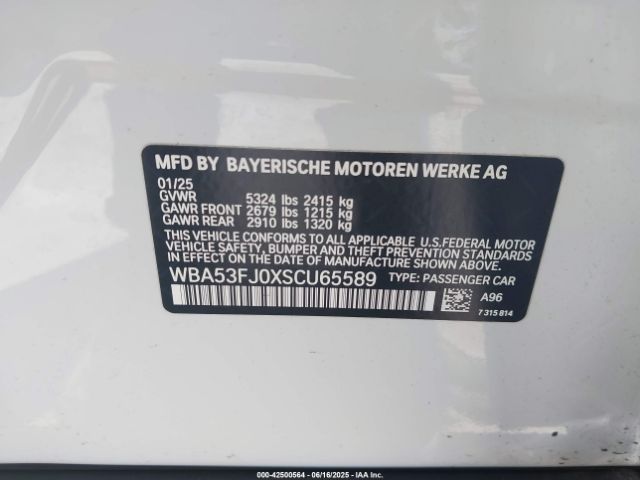 MFD BY BAYERISCHE MOTOREN WERKE AG
01/25
GVWR 5324 lbs 2415 kg
GAWR FRONT 2679 lbs 1215 kg
GAWR REAR 2910 lbs 1320 kg
THIS VEHICLE CONFORMS TO ALL APPLICABLE U.S.FEDERAL MOTOR
VEHICLE SAFETY, BUMPER, AND THEFT PREVENTION STANDARDS
IN EFFECT ON THE DATE OF MANUFACTURE SHOWN ABOVE.
WBA53FJ0XSCU65589 TYPE: PASSENGER CAR
A96
7 315 814
000-42500564 - 06/16/2025 - IAAI, Inc.